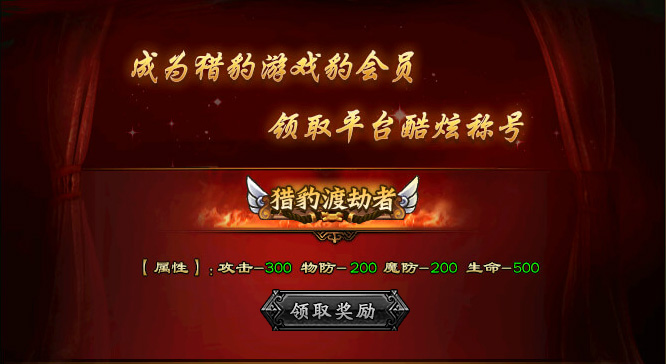 成为猎豹游戏豹会员
领取平台酷炫称号
猎豹渡劫者
【属性】:攻击-300 物防-200 魔防-200 生命-500
领取奖励